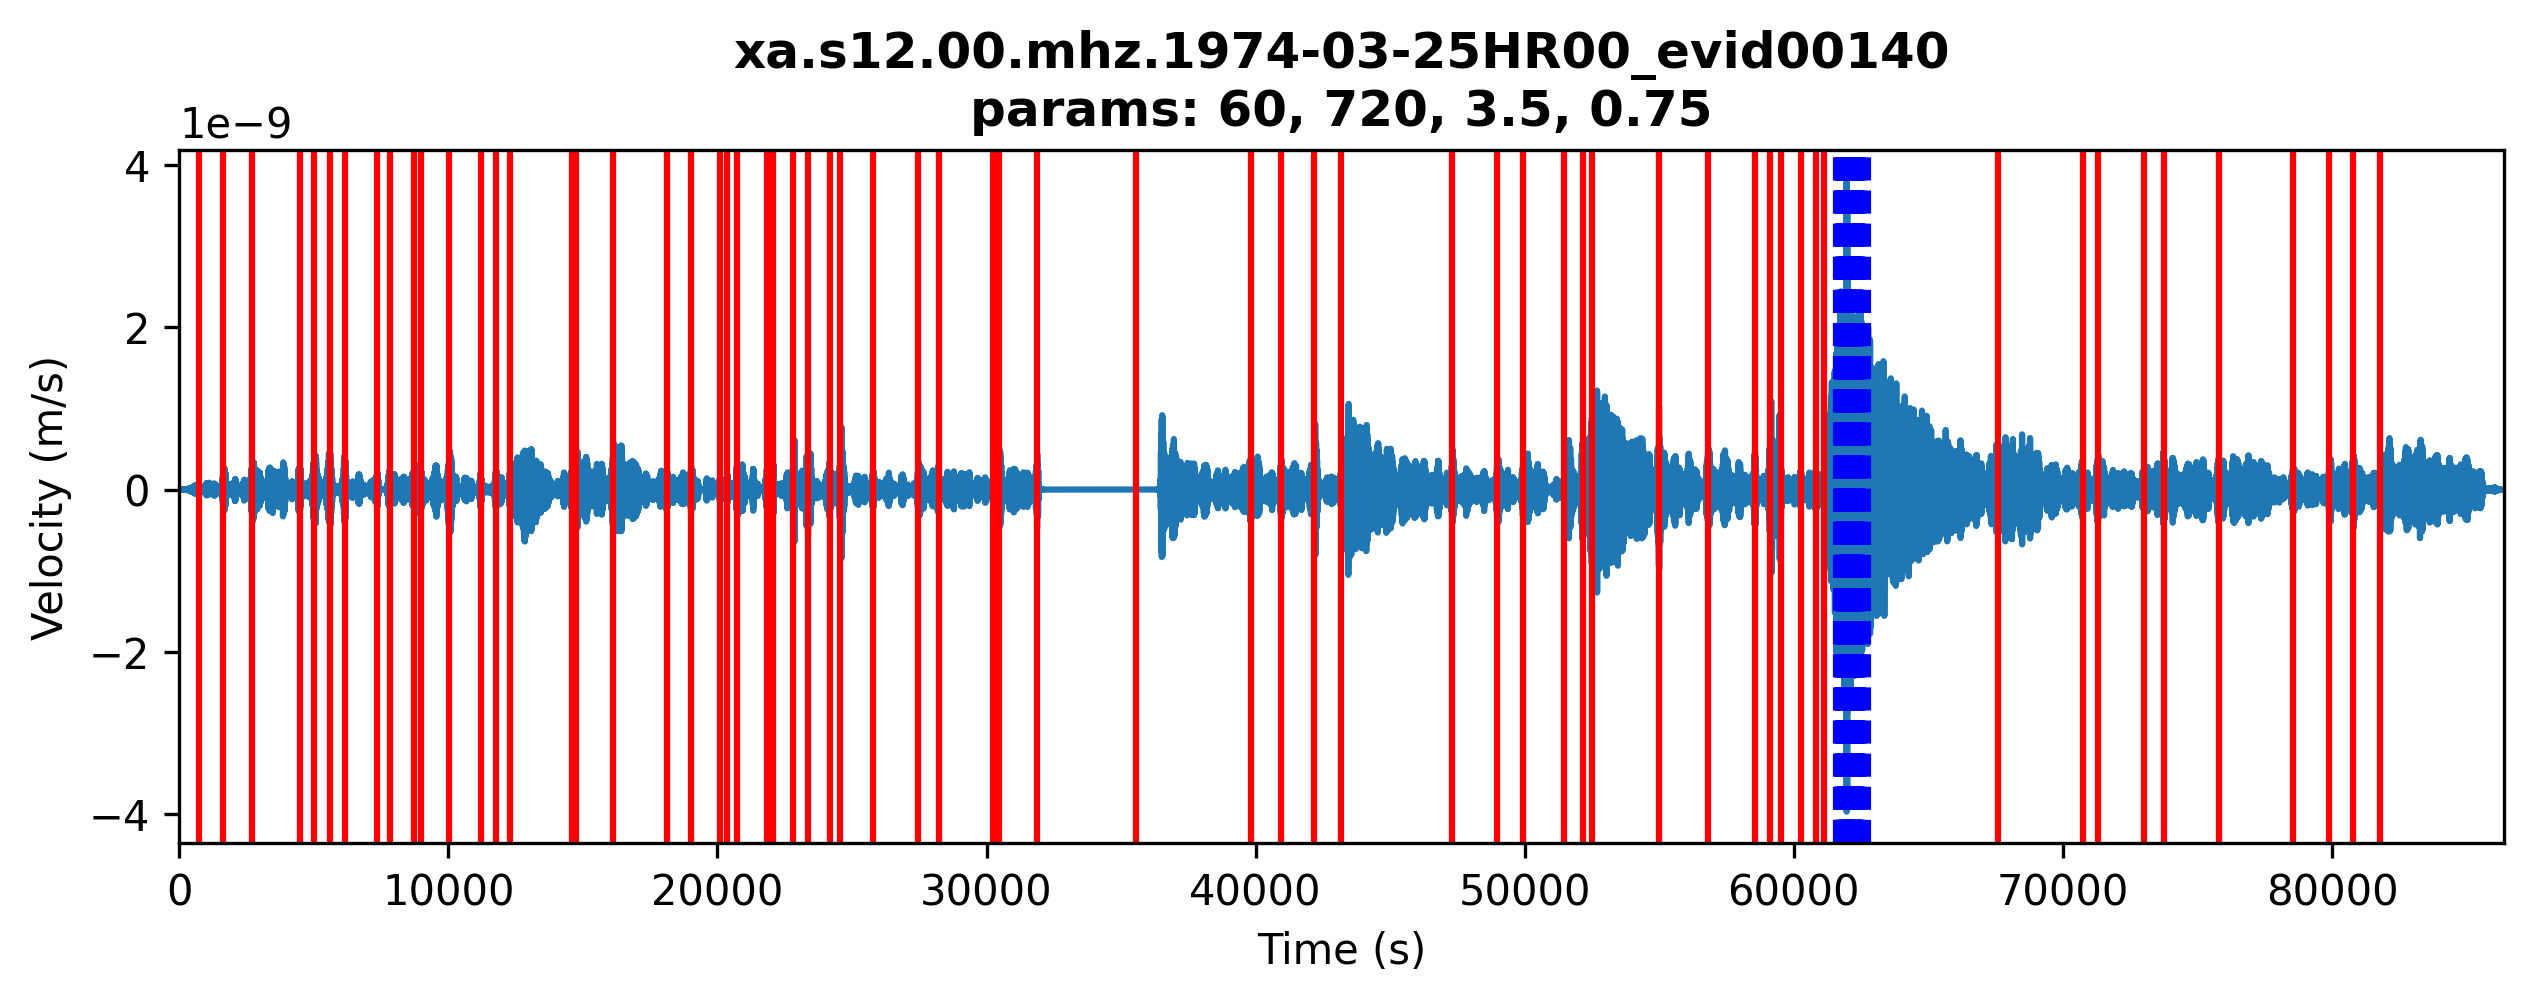 xa.s12.00.mhz.1974-03-25HR00_evid00140
params: 60, 720, 3.5, 0.75
1e−9
4
2
0
−2
−4
Velocity (m/s)
0 10000 20000 30000 40000 50000 60000 70000 80000
Time (s)